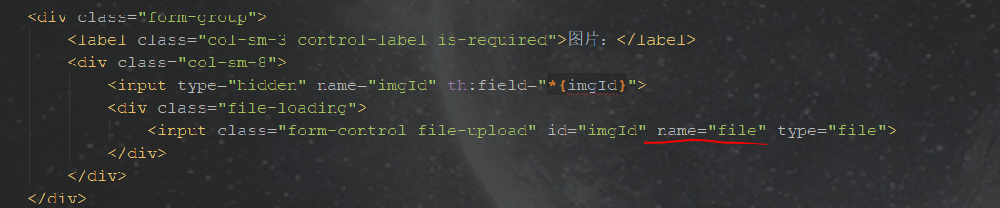 <div class="form-group">
<label class="col-sm-3 control-label is-required">图片：</label>
<div class="col-sm-8">
<input type="hidden" name="imgId" th:field="*{imgId}">
<div class="file-loading">
<input class="form-control file-upload" id="imgId" name="file" type="file">
</div>
</div>
</div>